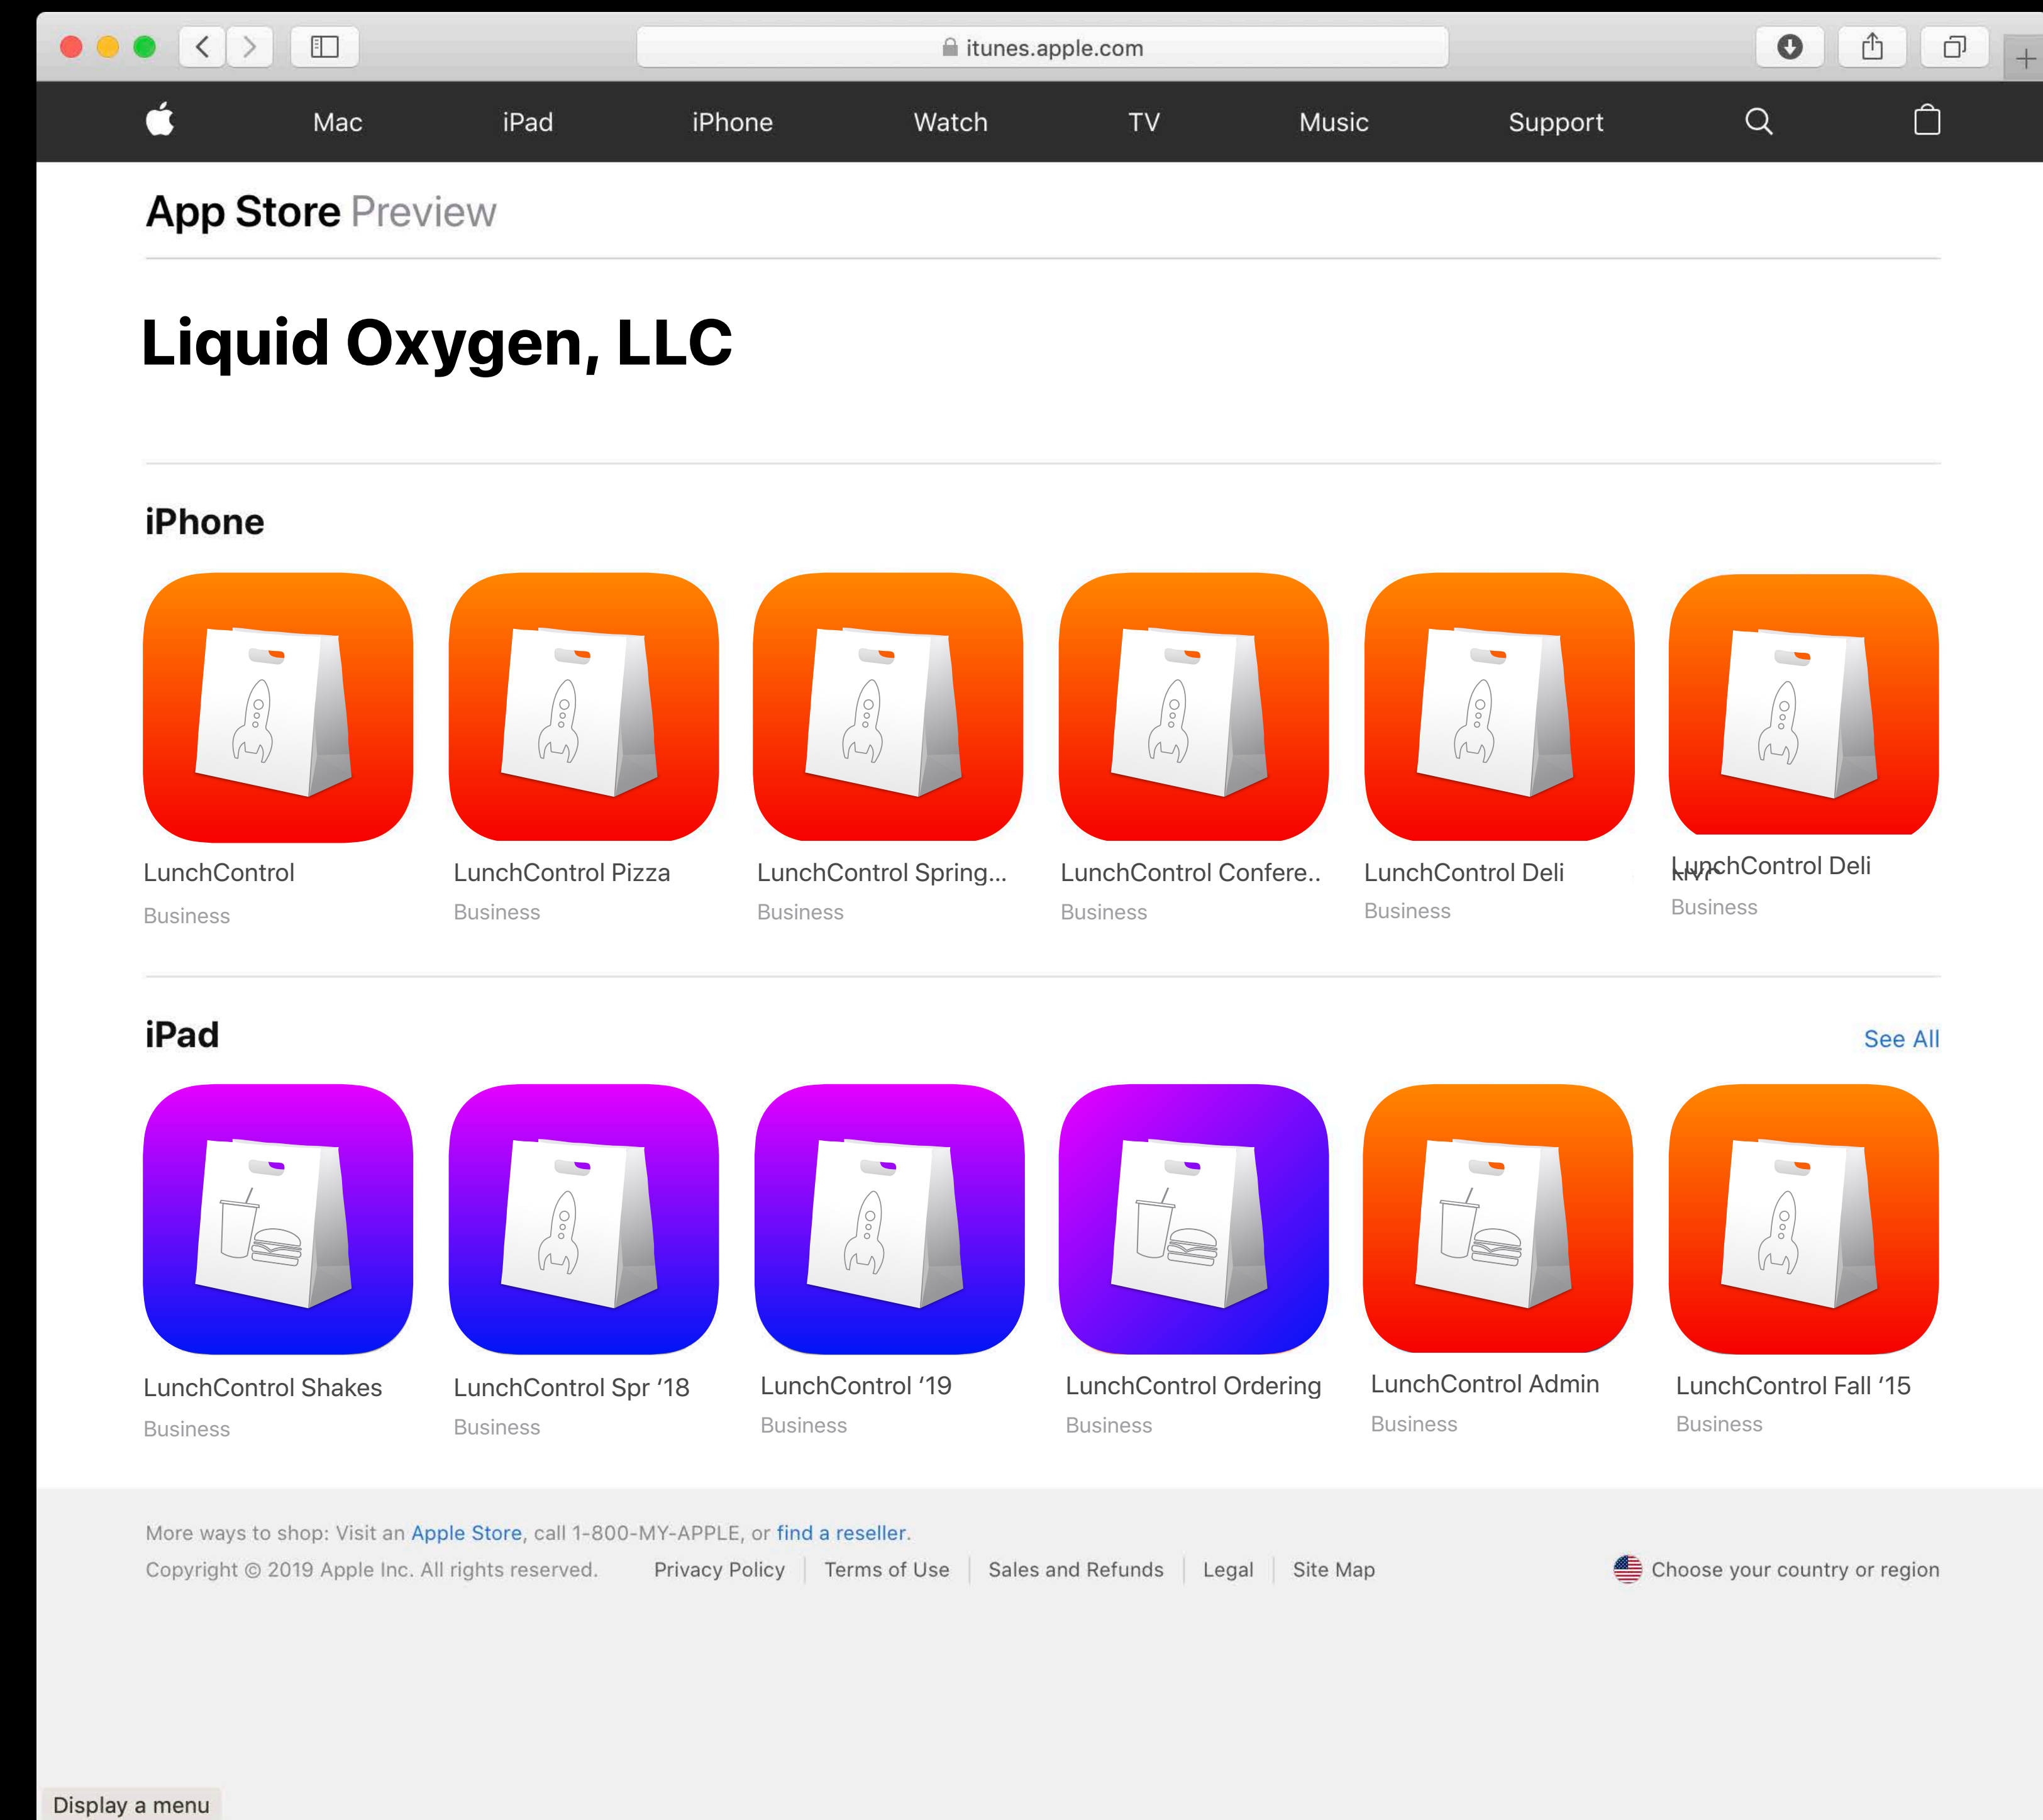 itunes.apple.com
Mac iPad iPhone Watch TV Music Support
App Store Preview
Liquid Oxygen, LLC
iPhone
LunchControl LunchControl Pizza LunchControl Spring... LunchControl Confere.. LunchControl Deli LunchControl Deli
Business Business Business Business Business Business
iPad See All
LunchControl Shakes LunchControl Spr ‘18 LunchControl ‘19 LunchControl Ordering LunchControl Admin LunchControl Fall ‘15
Business Business Business Business Business Business
More ways to shop: Visit an Apple Store, call 1-800-MY-APPLE, or find a reseller.
Copyright © 2019 Apple Inc. All rights reserved. Privacy Policy Terms of Use Sales and Refunds Legal Site Map Choose your country or region
Display a menu